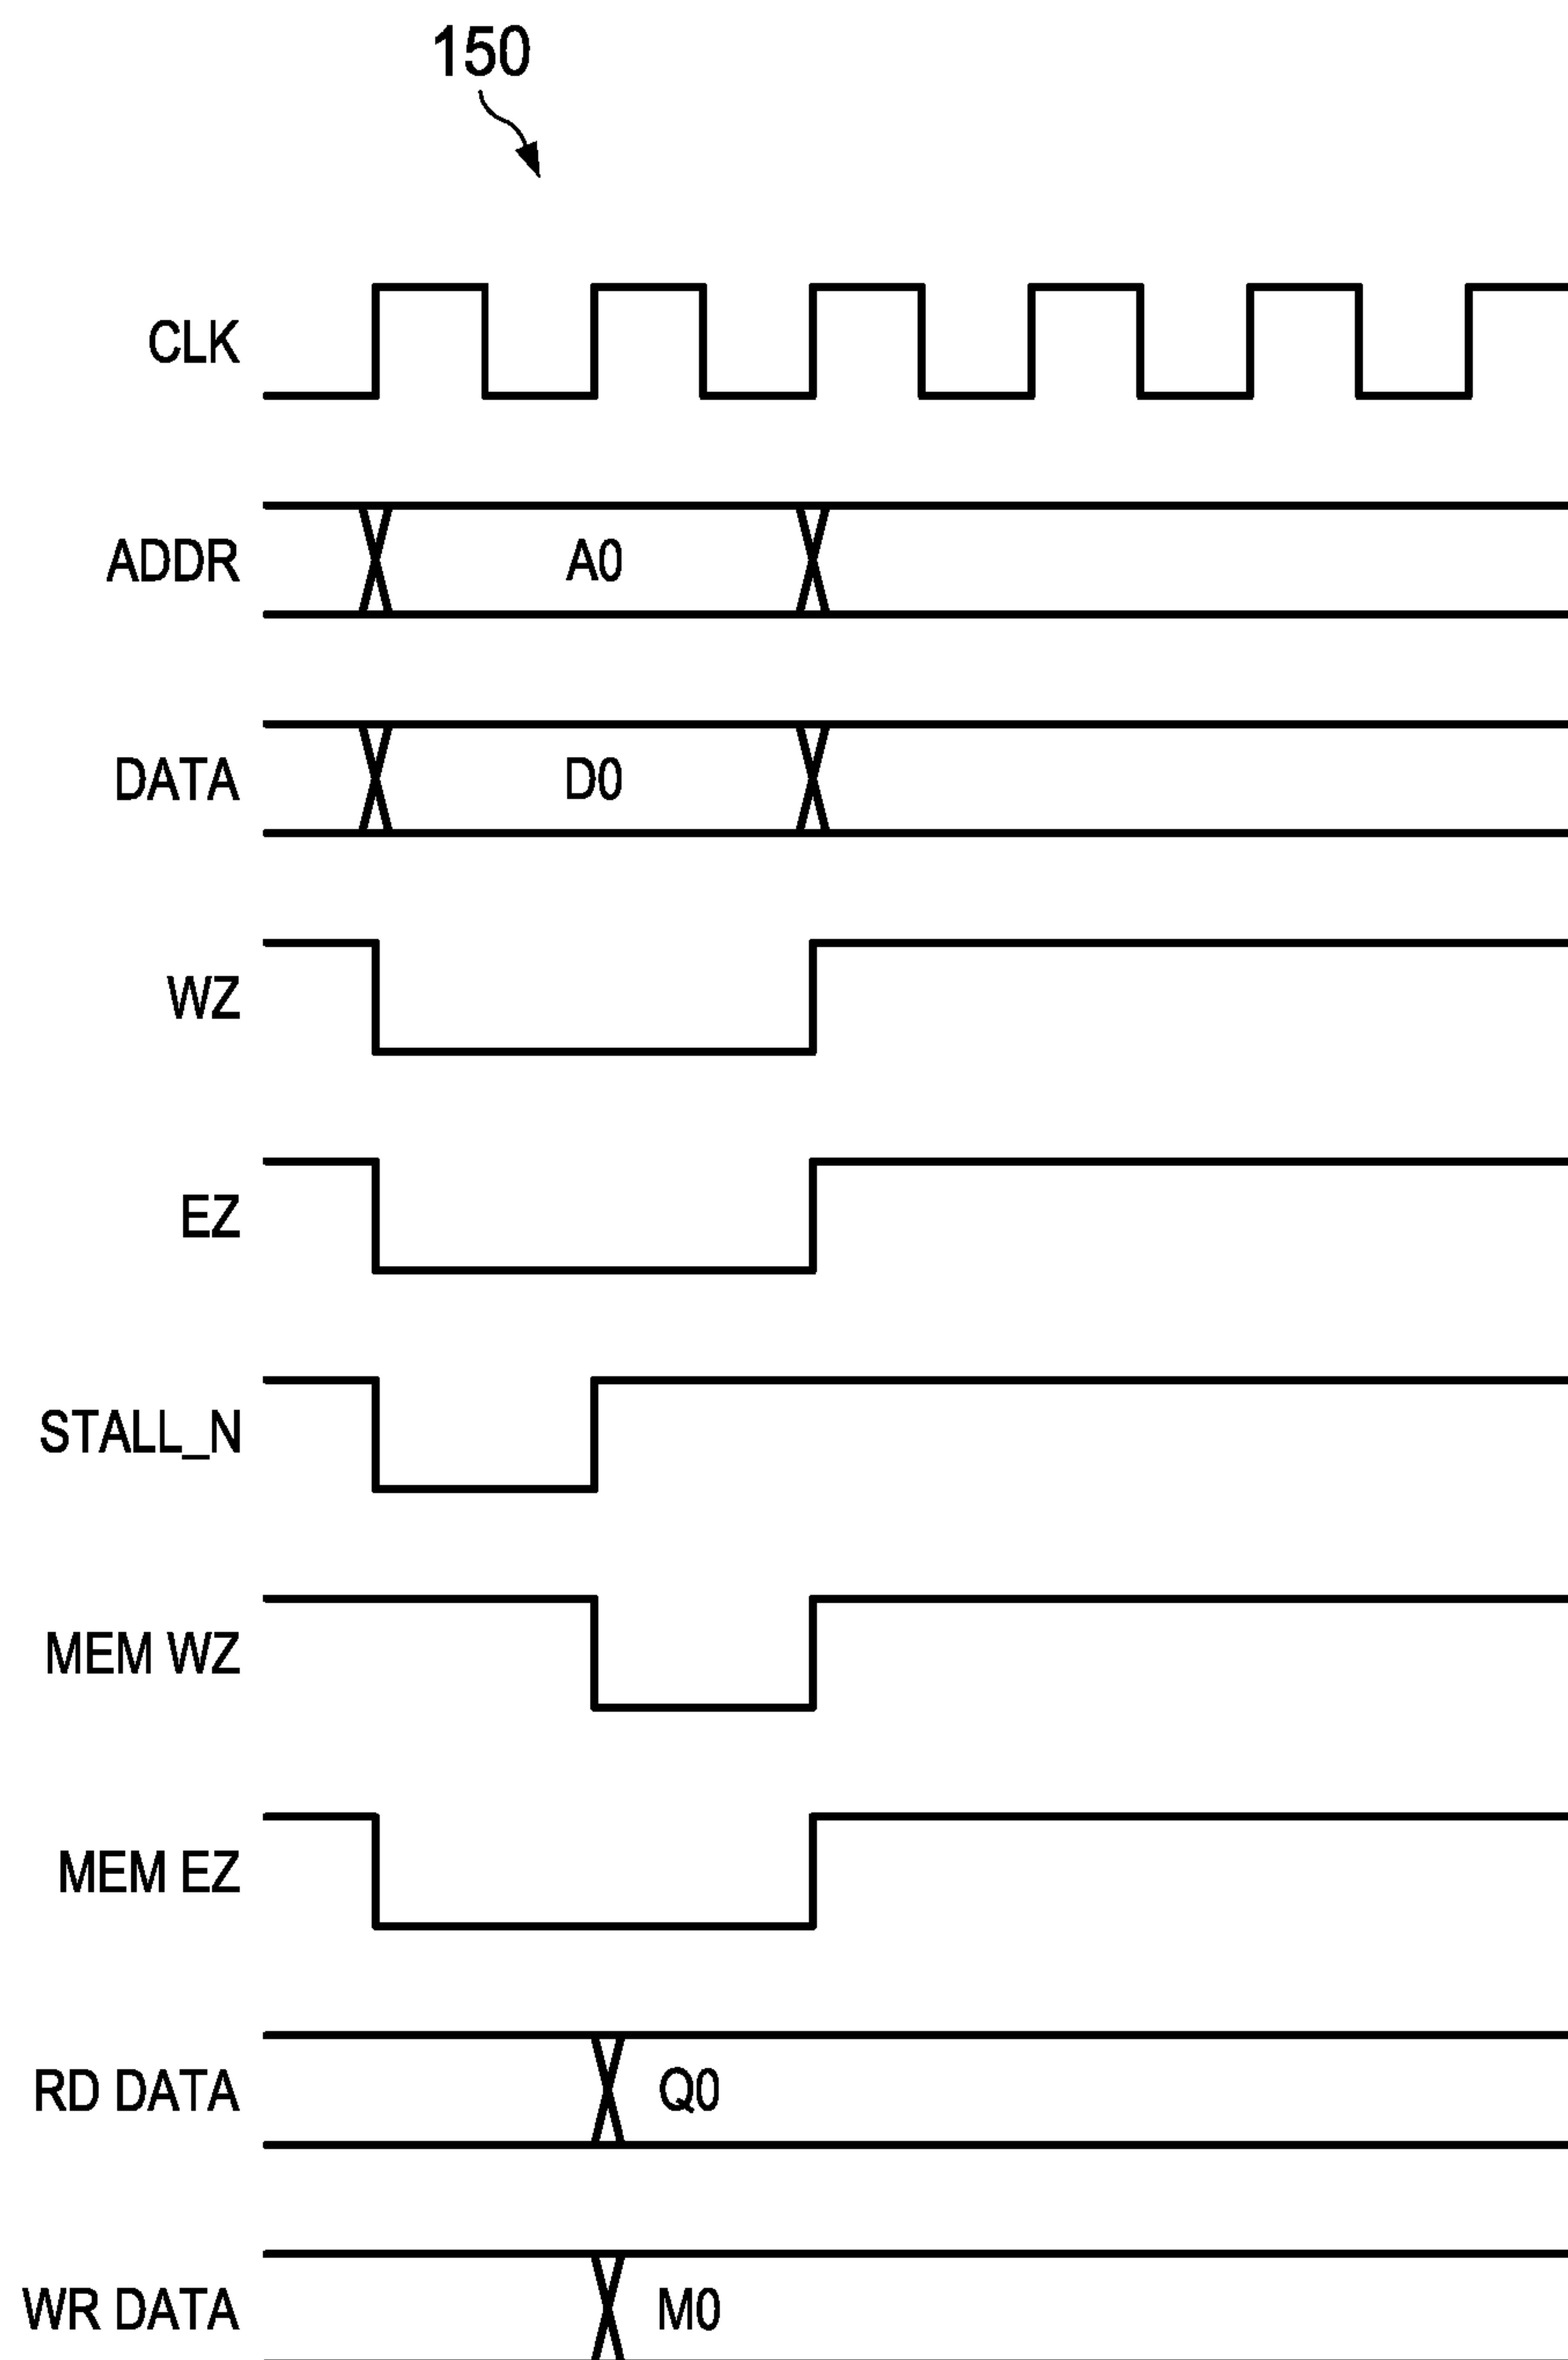 150
CLK
ADDR A0
DATA D0
WZ
EZ
STALL_N
MEM WZ
MEM EZ
RD DATA Q0
WR DATA M0